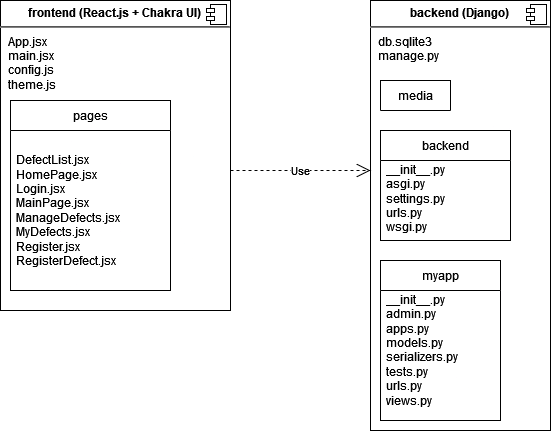 frontend (React.js + Chakra UI)
App.jsx
main.jsx
config.js
theme.js
pages
DefectList.jsx
HomePage.jsx
Login.jsx
MainPage.jsx
ManageDefects.jsx
MyDefects.jsx
Register.jsx
RegisterDefect.jsx
Use
backend (Django)
db.sqlite3
manage.py
media
backend
__init__.py
asgi.py
settings.py
urls.py
wsgi.py
myapp
__init__.py
admin.py
apps.py
models.py
serializers.py
tests.py
urls.py
views.py